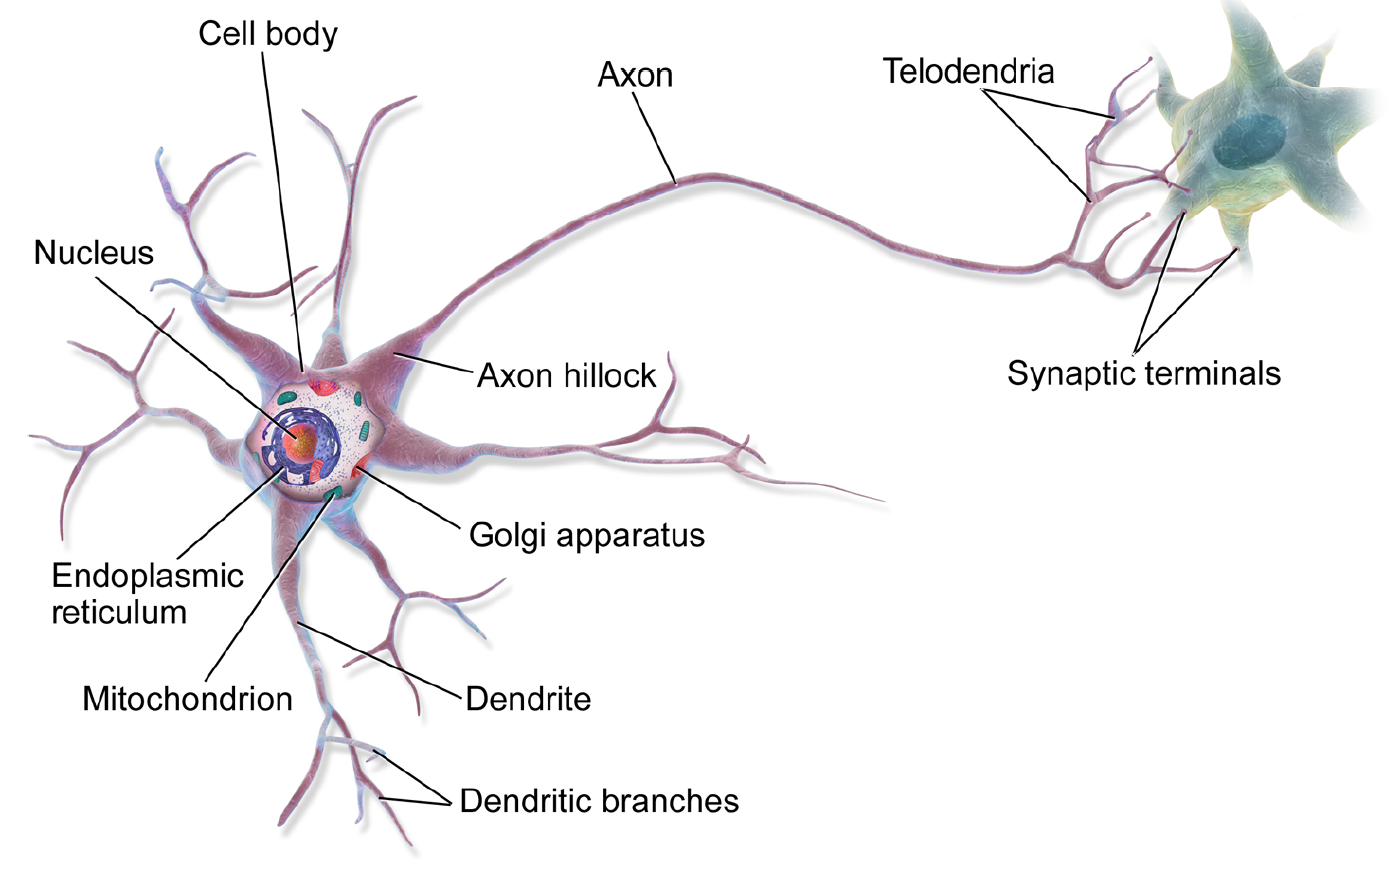 Cell body
Axon
Telodendria
Nucleus
Axon hillock
Synaptic terminals
Golgi apparatus
Endoplasmic
reticulum
Mitochondrion
Dendrite
Dendritic branches